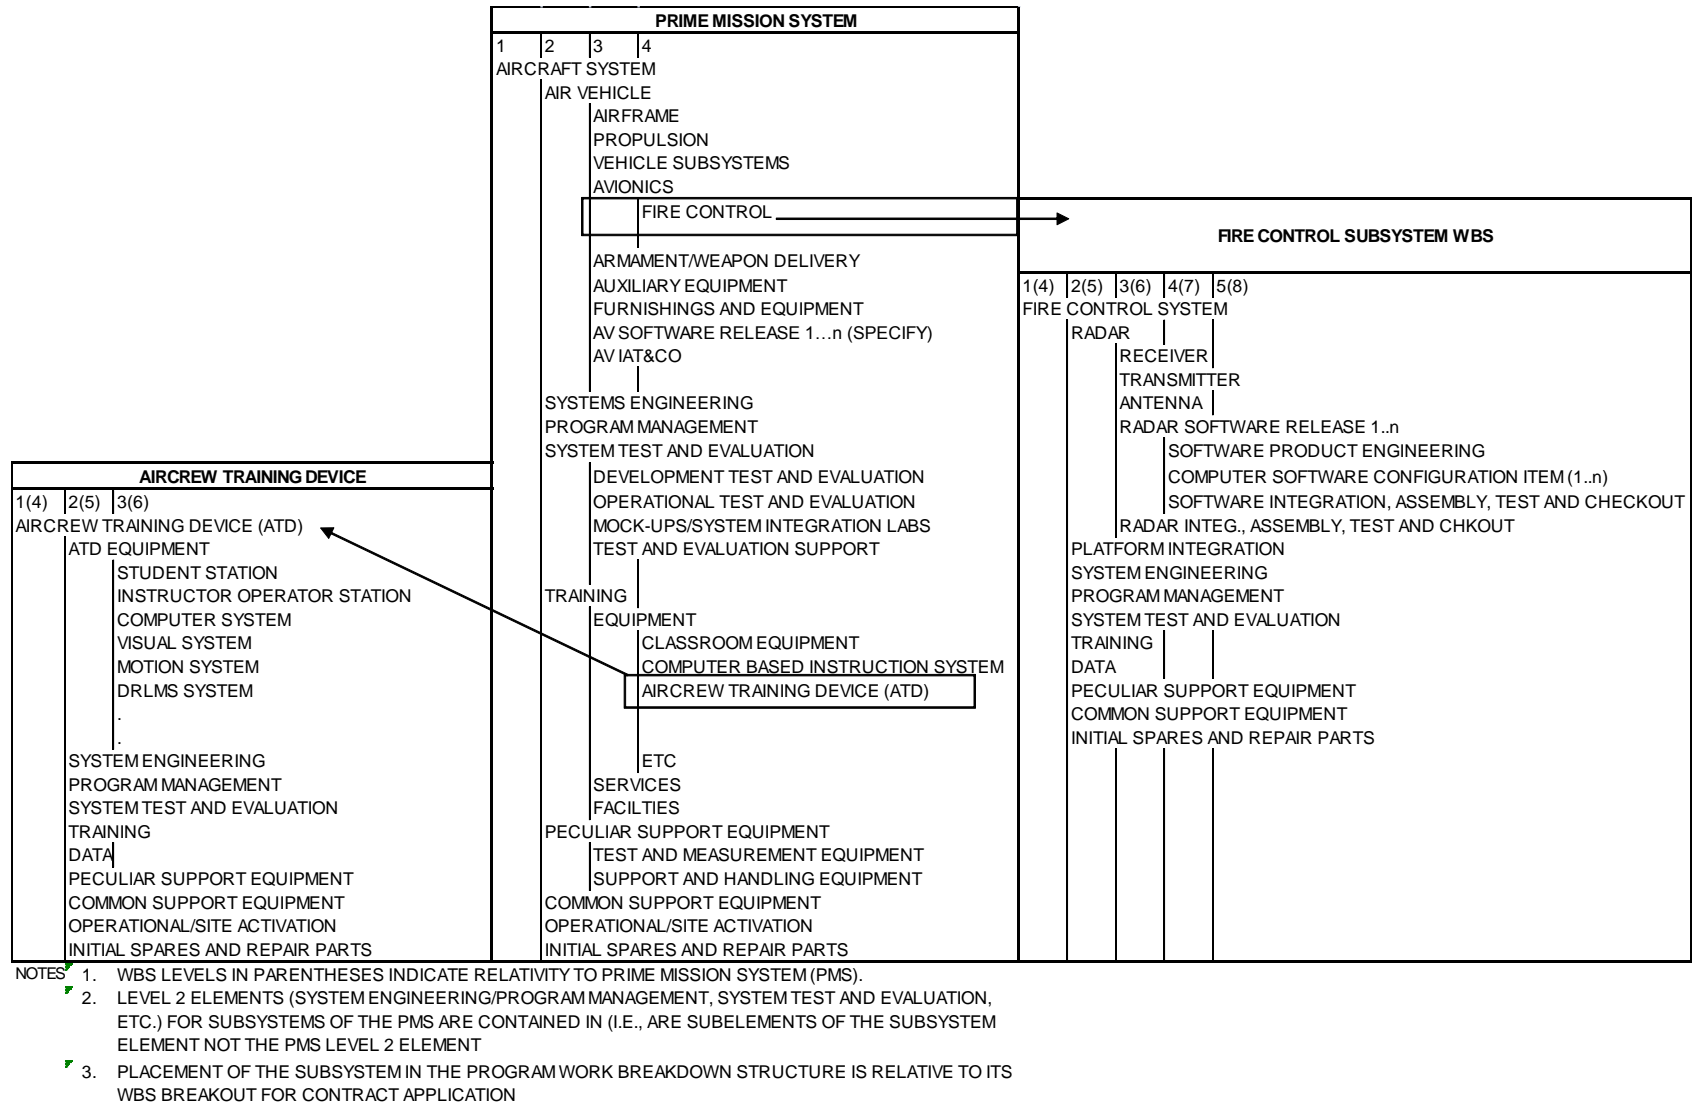 PRIME MISSION SYSTEM
1 2 3 4
AIRCRAFT SYSTEM
AIR VEHICLE
AIRFRAME
PROPULSION
VEHICLE SUBSYSTEMS
AVIONICS
FIRE CONTROL
ARMAMENT/WEAPON DELIVERY
AUXILIARY EQUIPMENT
FURNISHINGS AND EQUIPMENT
AV SOFTWARE RELEASE 1…n (SPECIFY)
AV IAT&CO
SYSTEMS ENGINEERING
PROGRAM MANAGEMENT
SYSTEM TEST AND EVALUATION
DEVELOPMENT TEST AND EVALUATION
OPERATIONAL TEST AND EVALUATION
MOCK-UPS/SYSTEM INTEGRATION LABS
TEST AND EVALUATION SUPPORT
TRAINING
EQUIPMENT
CLASSROOM EQUIPMENT
COMPUTER BASED INSTRUCTION SYSTEM
AIRCREW TRAINING DEVICE (ATD)
ETC
SERVICES
FACILTIES
PECULIAR SUPPORT EQUIPMENT
TEST AND MEASUREMENT EQUIPMENT
SUPPORT AND HANDLING EQUIPMENT
COMMON SUPPORT EQUIPMENT
OPERATIONAL/SITE ACTIVATION
INITIAL SPARES AND REPAIR PARTS
FIRE CONTROL SUBSYSTEM WBS
1(4) 2(5) 3(6) 4(7) 5(8)
FIRE CONTROL SYSTEM
RADAR
RECEIVER
TRANSMITTER
ANTENNA
RADAR SOFTWARE RELEASE 1..n
SOFTWARE PRODUCT ENGINEERING
COMPUTER SOFTWARE CONFIGURATION ITEM (1..n)
SOFTWARE INTEGRATION, ASSEMBLY, TEST AND CHECKOUT
RADAR INTEG., ASSEMBLY, TEST AND CHKOUT
PLATFORM INTEGRATION
SYSTEM ENGINEERING
PROGRAM MANAGEMENT
SYSTEM TEST AND EVALUATION
TRAINING
DATA
PECULIAR SUPPORT EQUIPMENT
COMMON SUPPORT EQUIPMENT
INITIAL SPARES AND REPAIR PARTS
AIRCREW TRAINING DEVICE
1(4) 2(5) 3(6)
AIRCREW TRAINING DEVICE (ATD)
ATD EQUIPMENT
STUDENT STATION
INSTRUCTOR OPERATOR STATION
COMPUTER SYSTEM
VISUAL SYSTEM
MOTION SYSTEM
DRLMS SYSTEM
.
.
SYSTEM ENGINEERING
PROGRAM MANAGEMENT
SYSTEM TEST AND EVALUATION
TRAINING
DATA
PECULIAR SUPPORT EQUIPMENT
COMMON SUPPORT EQUIPMENT
OPERATIONAL/SITE ACTIVATION
INITIAL SPARES AND REPAIR PARTS
NOTES 1. WBS LEVELS IN PARENTHESES INDICATE RELATIVITY TO PRIME MISSION SYSTEM (PMS).
2. LEVEL 2 ELEMENTS (SYSTEM ENGINEERING/PROGRAM MANAGEMENT, SYSTEM TEST AND EVALUATION,
ETC.) FOR SUBSYSTEMS OF THE PMS ARE CONTAINED IN (I.E., ARE SUBELEMENTS OF THE SUBSYSTEM
ELEMENT NOT THE PMS LEVEL 2 ELEMENT
3. PLACEMENT OF THE SUBSYSTEM IN THE PROGRAM WORK BREAKDOWN STRUCTURE IS RELATIVE TO ITS
WBS BREAKOUT FOR CONTRACT APPLICATION